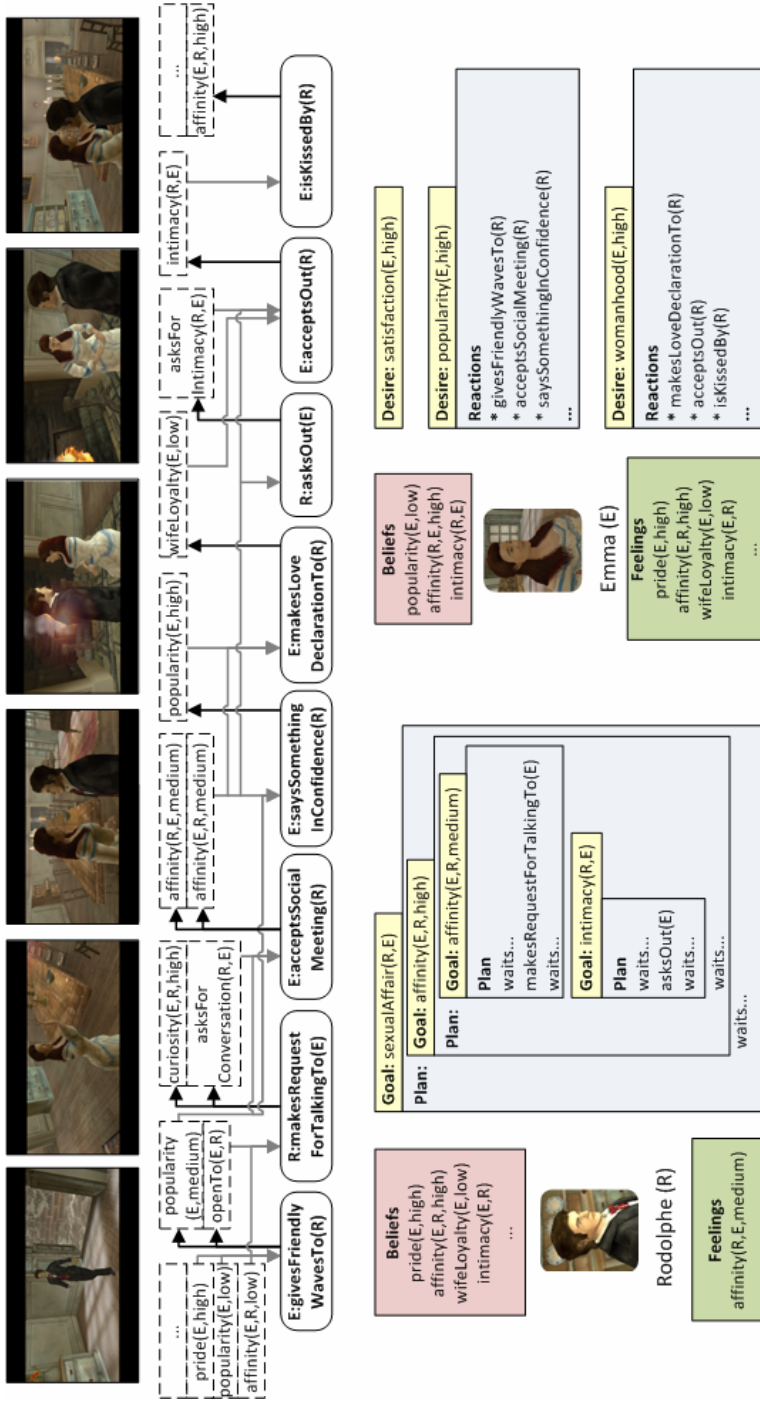 ...
pride(E,high)
popularity(E,low)
affinity(E,R,low)
popularity
(E,medium)
openTo(E,R)
curiosity(E,R,high)
asksFor
Conversation(R,E)
affinity(R,E,medium)
affinity(E,R,medium)
popularity(E,high)
wifeLoyalty(E,low)
asksFor
Intimacy(R,E)
intimacy(R,E)
...
affinity(E,R,high)
E:givesFriendly
WavesTo(R)
R:makesRequest
ForTalkingTo(E)
E:acceptsSocial
Meeting(R)
E:saysSomething
InConfidence(R)
E:makesLove
DeclarationTo(R)
R:asksOut(E)
E:acceptsOut(R)
E:isKissedBy(R)
Beliefs
pride(E,high)
affinity(E,R,high)
wifeLoyalty(E,low)
intimacy(E,R)
...
Rodolphe (R)
Feelings
affinity(R,E,medium)
Goal: sexualAffair(R,E)
Plan:
Goal: affinity(E,R,high)
Plan:
Goal: affinity(E,R,medium)
Plan
waits...
makesRequestForTalkingTo(E)
waits...
Goal: intimacy(R,E)
Plan
waits...
asksOut(E)
waits...
waits...
waits...
Beliefs
popularity(E,low)
affinity(R,E,high)
intimacy(R,E)
Emma (E)
Feelings
pride(E,high)
affinity(E,R,high)
wifeLoyalty(E,low)
intimacy(E,R)
...
Desire: satisfaction(E,high)
Desire: popularity(E,high)
Reactions
* givesFriendlyWavesTo(R)
* acceptsSocialMeeting(R)
* saysSomethingInConfidence(R)
...
Desire: womanhood(E,high)
Reactions
* makesLoveDeclarationTo(R)
* acceptsOut(R)
* isKissedBy(R)
...